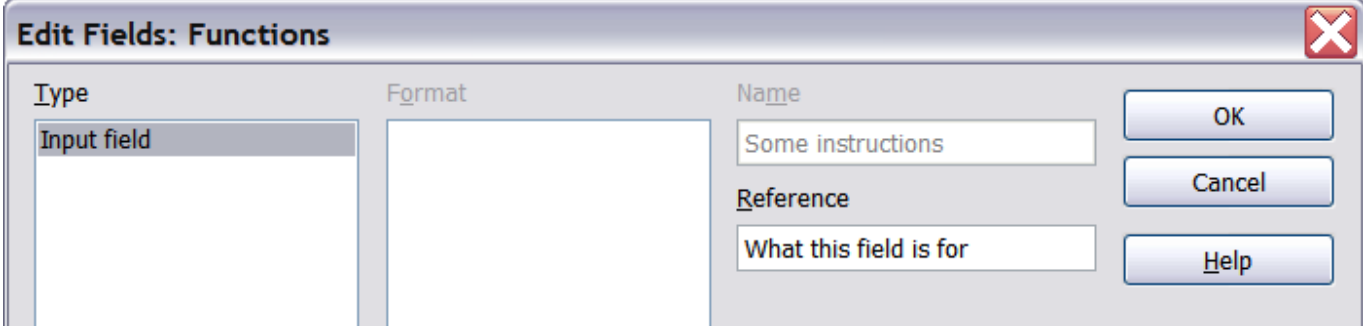 Edit Fields: Functions
Type
Input field
Format
Name
Some instructions
Reference
What this field is for
OK
Cancel
Help